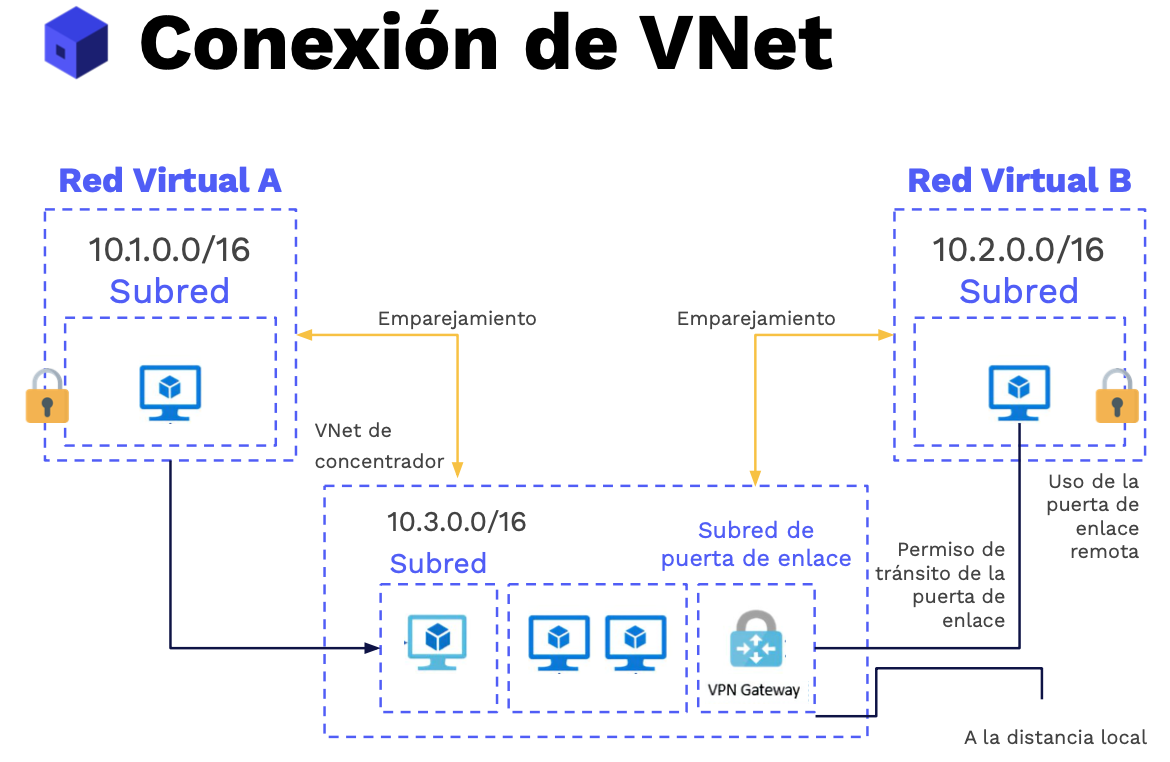 Conexión de VNet
Red Virtual A
10.1.0.0/16
Subred
Red Virtual B
10.2.0.0/16
Subred
Emparejamiento
Emparejamiento
VNet de
concentrador
10.3.0.0/16
Subred
Subred de
puerta de enlace
VPN Gateway
Uso de la
puerta de
enlace
remota
Permiso de
tránsito de la
puerta de
enlace
A la distancia local